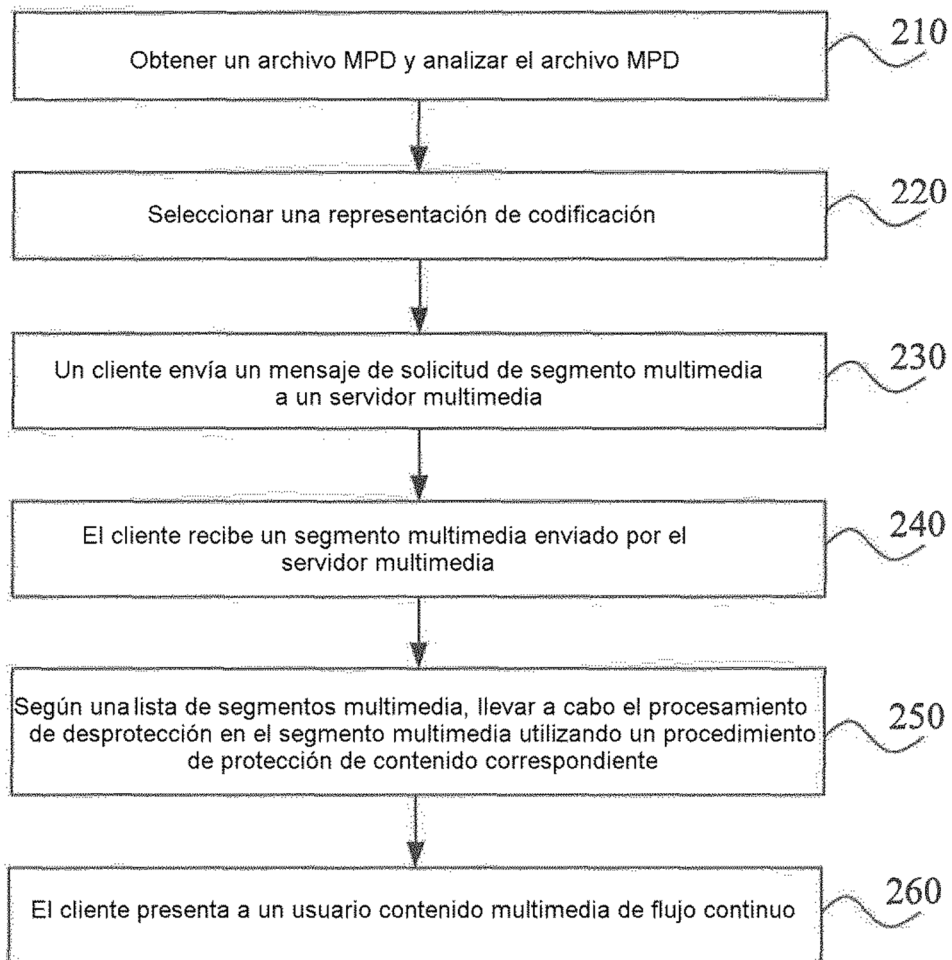 210
Obtener un archivo MPD y analizar el archivo MPD
220
Seleccionar una representación de codificación
230
Un cliente envía un mensaje de solicitud de segmento multimedia
a un servidor multimedia
240
El cliente recibe un segmento multimedia enviado por el
servidor multimedia
250
Según una lista de segmentos multimedia, llevar a cabo el procesamiento
de desprotección en el segmento multimedia utilizando un procedimiento
de protección de contenido correspondiente
260
El cliente presenta a un usuario contenido multimedia de flujo continuo